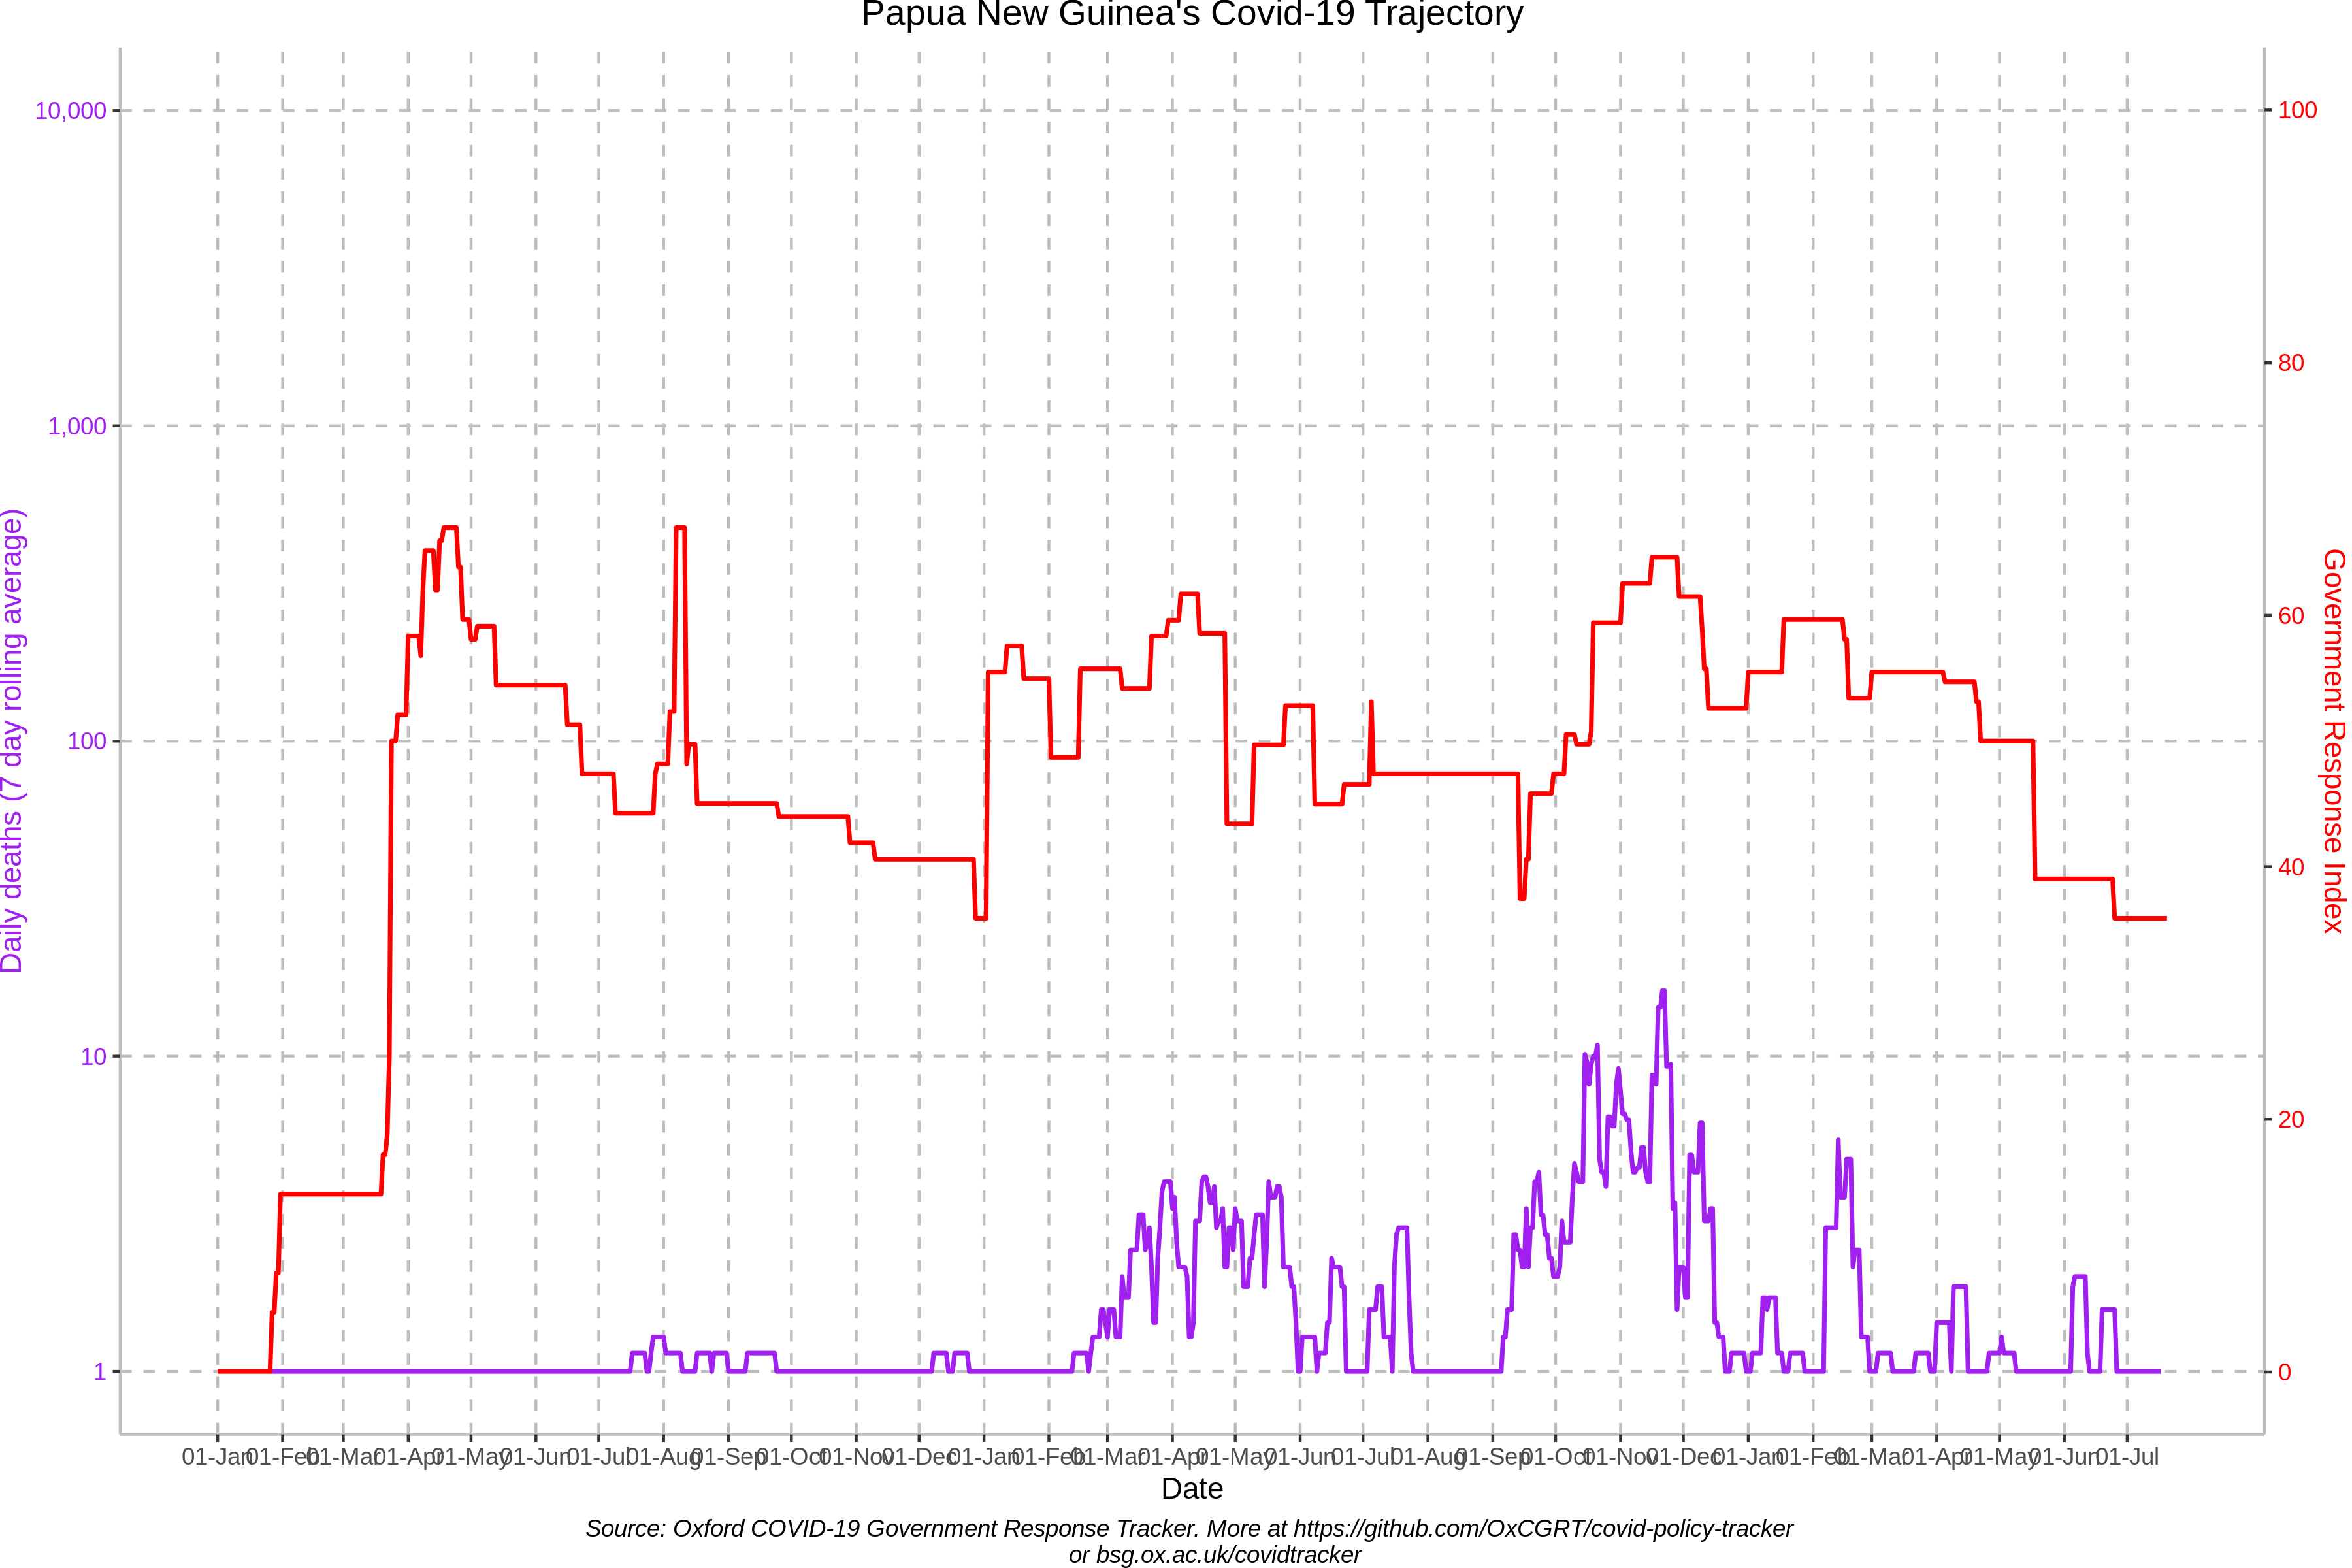 Papua New Guinea's Covid-19 Trajectory
10,000
1,000
100
10
1
Daily deaths (7 day rolling average)
100
80
60
40
20
0
Government Response Index
01-Jan 01-Feb 01-Mar 01-Apr 01-May 01-Jun 01-Jul 01-Aug 01-Sep 01-Oct 01-Nov 01-Dec 01-Jan 01-Feb 01-Mar 01-Apr 01-May 01-Jun 01-Jul 01-Aug 01-Sep 01-Oct 01-Nov 01-Dec 01-Jan 01-Feb 01-Mar 01-Apr 01-May 01-Jun 01-Jul
Date
Source: Oxford COVID-19 Government Response Tracker. More at https://github.com/OxCGRT/covid-policy-tracker
or bsg.ox.ac.uk/covidtracker